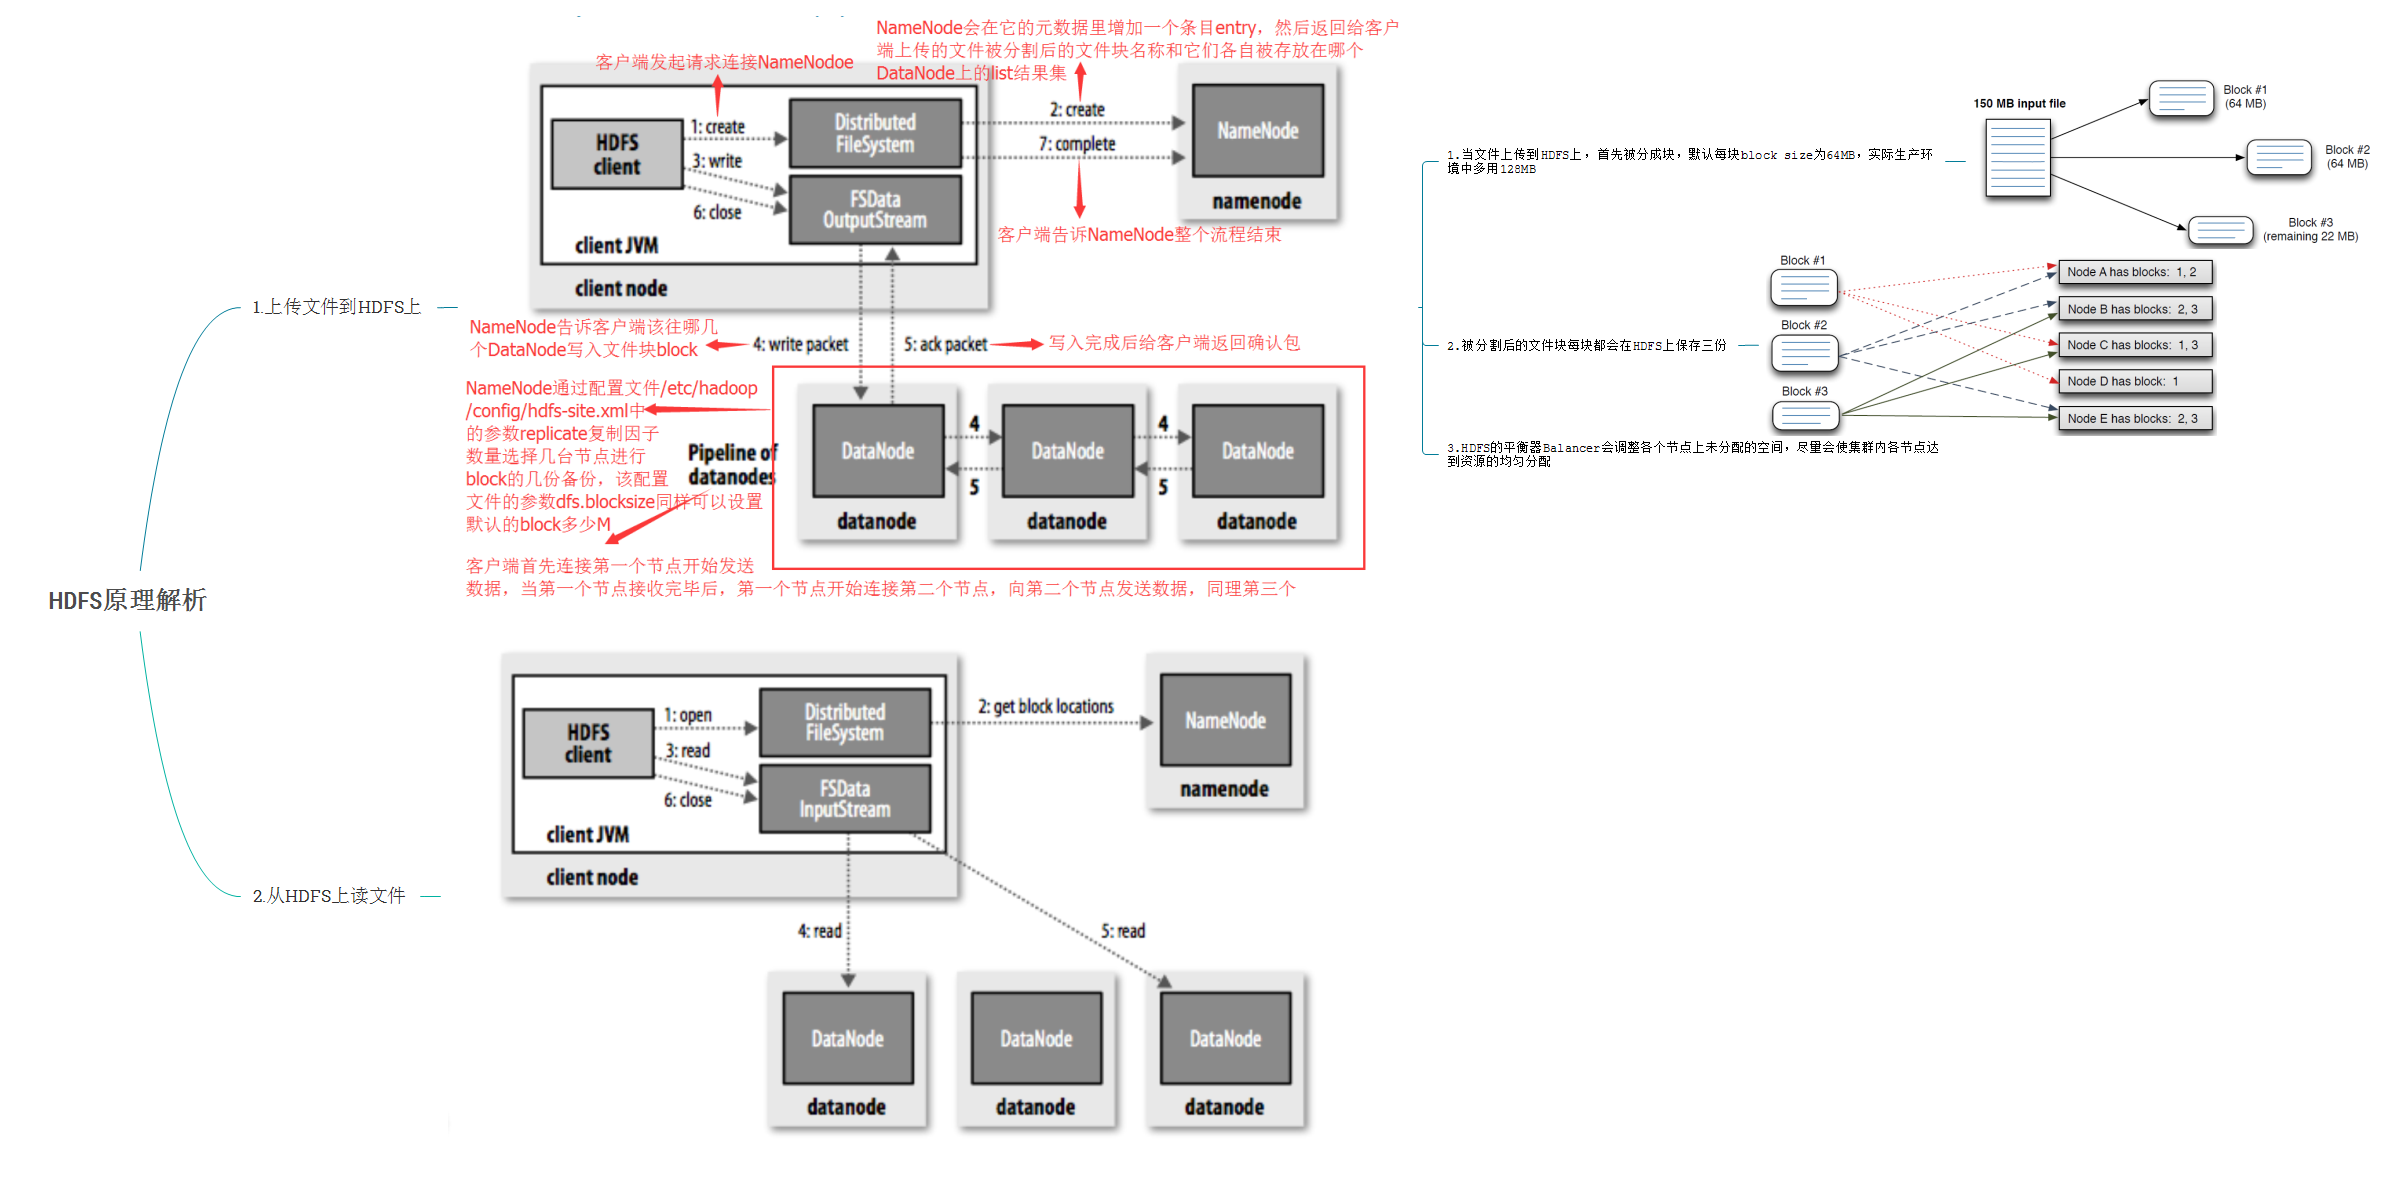 HDFS原理解析
1.上传文件到HDFS上
NameNode会在它的元数据里增加一个条目entry，然后返回给客户
端上传的文件被分割后的文件块名称和它们各自被存放在哪个
DataNode上的list结果集
客户端发起请求连接NameNodoe
HDFS
client
1: create
3: write
6: close
Distributed
FileSystem
FSData
OutputStream
client JVM
client node
2: create
7: complete
NameNode
namenode
客户端告诉NameNode整个流程结束
NameNode告诉客户端该往哪几
个DataNode写入文件块block
4: write packet
5: ack packet
写入完成后给客户端返回确认包
NameNode通过配置文件/etc/hadoop
/config/hdfs-site.xml中
的参数replicate复制因子
数量选择几台节点进行
block的几份备份，该配置
文件的参数dfs.blocksize同样可以设置
默认的block多少M
Pipeline of
datanodes
DataNode
datanode
4
5
DataNode
datanode
4
5
DataNode
datanode
客户端首先连接第一个节点开始发送
数据，当第一个节点接收完毕后，第一个节点开始连接第二个节点，向第二个节点发送数据，同理第三个
1.当文件上传到HDFS上，首先被分成块，默认每块block size为64MB，实际生产环
境中多用128MB
150 MB input file
Block #1
(64 MB)
Block #2
(64 MB)
Block #3
(remaining 22 MB)
2.被分割后的文件块每块都会在HDFS上保存三份
Block #1
Block #2
Block #3
Node A has blocks: 1, 2
Node B has blocks: 2, 3
Node C has blocks: 1, 3
Node D has block: 1
Node E has blocks: 2, 3
3.HDFS的平衡器Balancer会调整各个节点上未分配的空间，尽量会使集群内各节点达
到资源的均匀分配
2.从HDFS上读文件
HDFS
client
1: open
3: read
6: close
Distributed
FileSystem
FSData
InputStream
client JVM
client node
2: get block locations
NameNode
namenode
4: read
5: read
DataNode
datanode
DataNode
datanode
DataNode
datanode